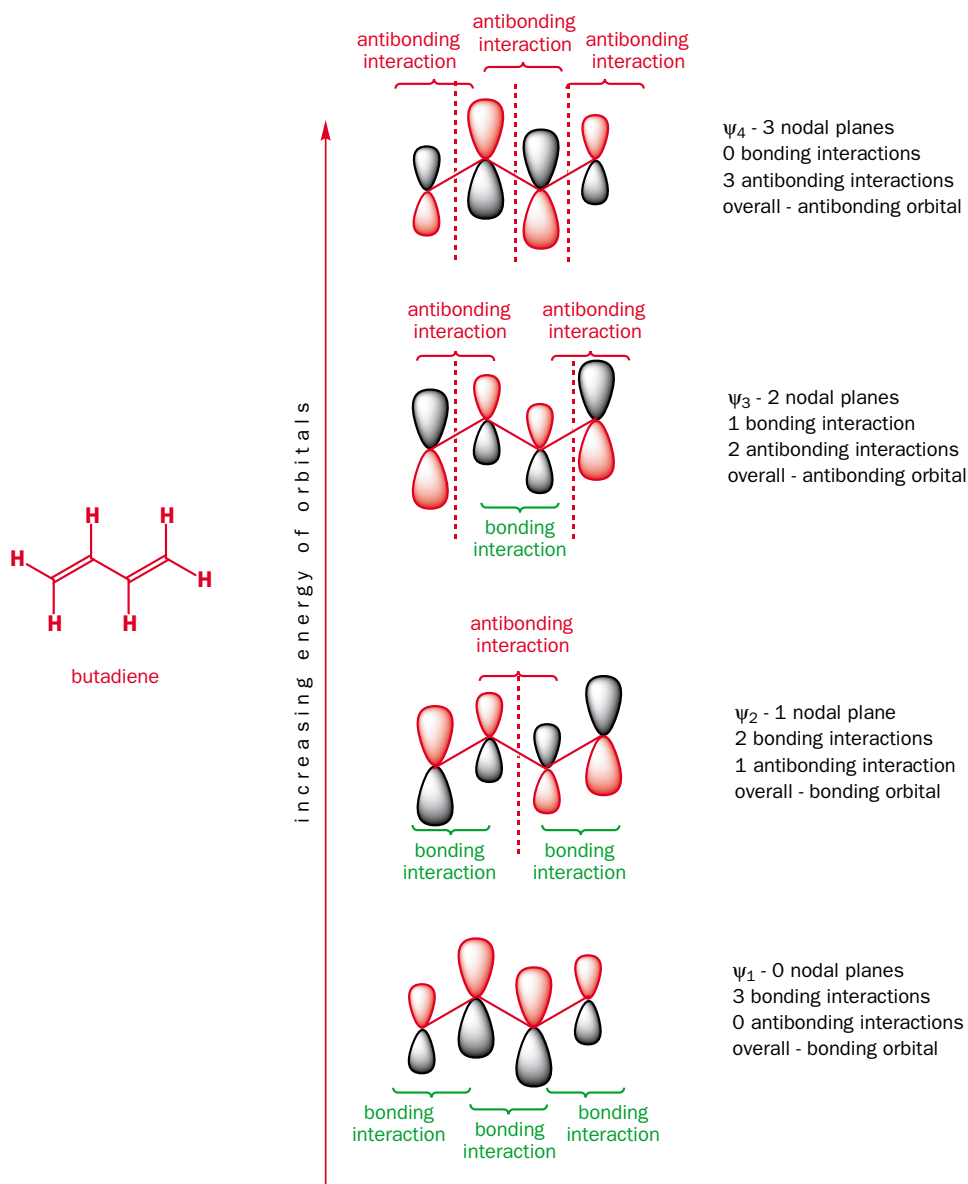 antibonding
interaction
antibonding
interaction
antibonding
interaction
ψ4 - 3 nodal planes
0 bonding interactions
3 antibonding interactions
overall - antibonding orbital
antibonding
interaction
antibonding
interaction
bonding
interaction
ψ3 - 2 nodal planes
1 bonding interaction
2 antibonding interactions
overall - antibonding orbital
increasing energy of orbitals
H
H
H
H
H
H
butadiene
antibonding
interaction
bonding
interaction
bonding
interaction
ψ2 - 1 nodal plane
2 bonding interactions
1 antibonding interaction
overall - bonding orbital
ψ1 - 0 nodal planes
3 bonding interactions
0 antibonding interactions
overall - bonding orbital
bonding
interaction
bonding
interaction
bonding
interaction